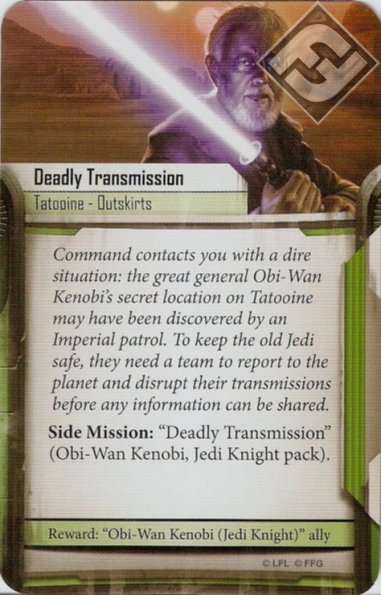 Deadly Transmission
Tatooine - Outskirts
Command contacts you with a dire
situation: the great general Obi-Wan
Kenobi's secret location on Tatooine
may have been discovered by an
Imperial patrol. To keep the old Jedi
safe, they need a team to report to the
planet and disrupt their transmissions
before any information can be shared.
Side Mission: “Deadly Transmission”
(Obi-Wan Kenobi, Jedi Knight pack).
Reward: “Obi-Wan Kenobi (Jedi Knight)” ally
© LFL © FFG